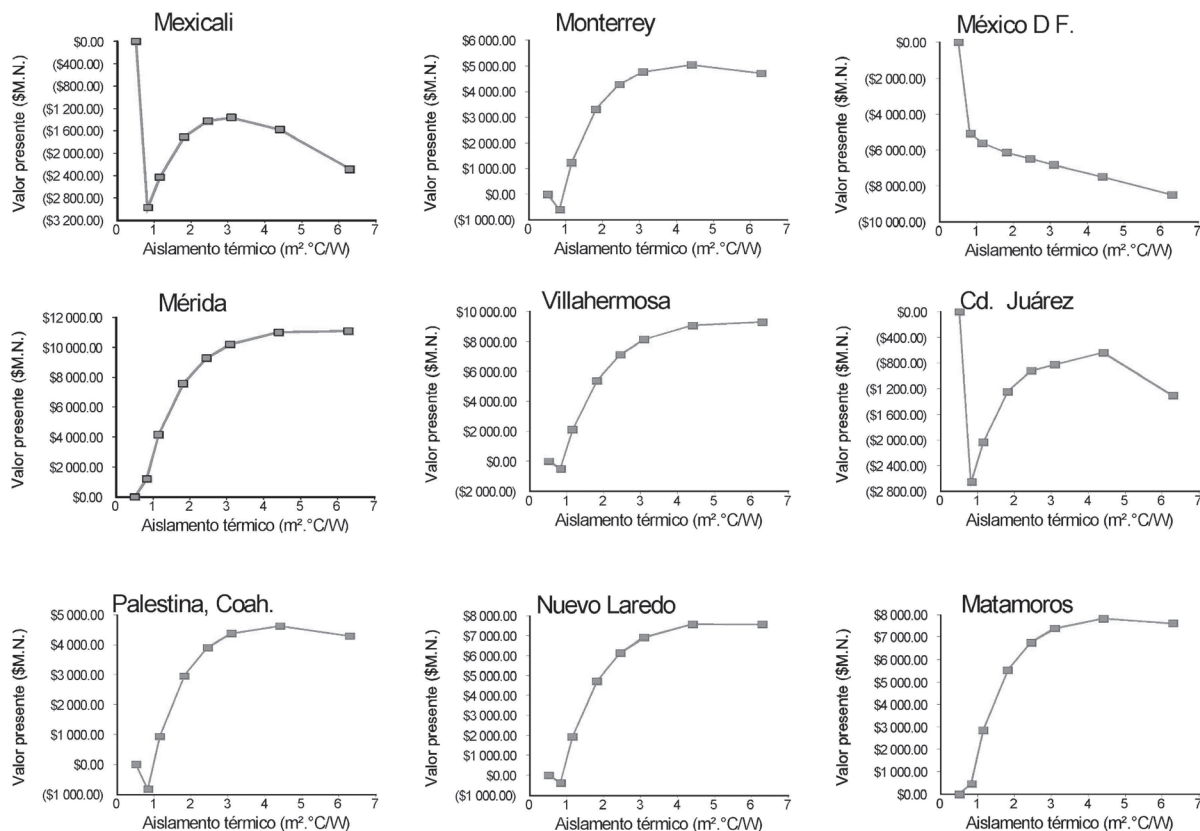 Mexicali
Valor presente ($M.N.)
$0.00
($400.00)
($800.00)
($1 200.00)
($1 600.00)
($2 000.00)
($2 400.00)
($2 800.00)
($3 200.00)
0 1 2 3 4 5 6 7
Aislamento térmico (m².°C/W)
Monterrey
Valor presente ($M.N.)
$6 000.00
$5 000.00
$4 000.00
$3 000.00
$2 000.00
$1 000.00
$0.00
($1 000.00)
0 1 2 3 4 5 6 7
Aislamento térmico (m².°C/W)
México D F.
Valor presente ($M.N.)
$0.00
($2 000.00)
($4 000.00)
($6 000.00)
($8 000.00)
($10 000.00)
0 1 2 3 4 5 6 7
Aislamento térmico (m².°C/W)
Mérida
Valor presente ($M.N.)
$12 000.00
$10 000.00
$8 000.00
$6 000.00
$4 000.00
$2 000.00
$0.00
0 1 2 3 4 5 6 7
Aislamento térmico (m².°C/W)
Villahermosa
Valor presente ($M.N.)
$10 000.00
$8 000.00
$6 000.00
$4 000.00
$2 000.00
$0.00
($2 000.00)
0 1 2 3 4 5 6 7
Aislamento térmico (m².°C/W)
Cd. Juárez
Valor presente ($M.N.)
$0.00
($400.00)
($800.00)
($1 200.00)
($1 600.00)
($2 000.00)
($2 400.00)
($2 800.00)
0 1 2 3 4 5 6 7
Aislamento térmico (m².°C/W)
Palestina, Coah.
Valor presente ($M.N.)
$5 000.00
$4 000.00
$3 000.00
$2 000.00
$1 000.00
$0.00
($1 000.00)
0 1 2 3 4 5 6 7
Aislamento térmico (m².°C/W)
Nuevo Laredo
Valor presente ($M.N.)
$8 000.00
$7 000.00
$6 000.00
$5 000.00
$4 000.00
$3 000.00
$2 000.00
$1 000.00
$0.00
($1 000.00)
0 1 2 3 4 5 6 7
Aislamento térmico (m².°C/W)
Matamoros
Valor presente ($M.N.)
$8 000.00
$7 000.00
$6 000.00
$5 000.00
$4 000.00
$3 000.00
$2 000.00
$1 000.00
$0.00
0 1 2 3 4 5 6 7
Aislamento térmico (m².°C/W)